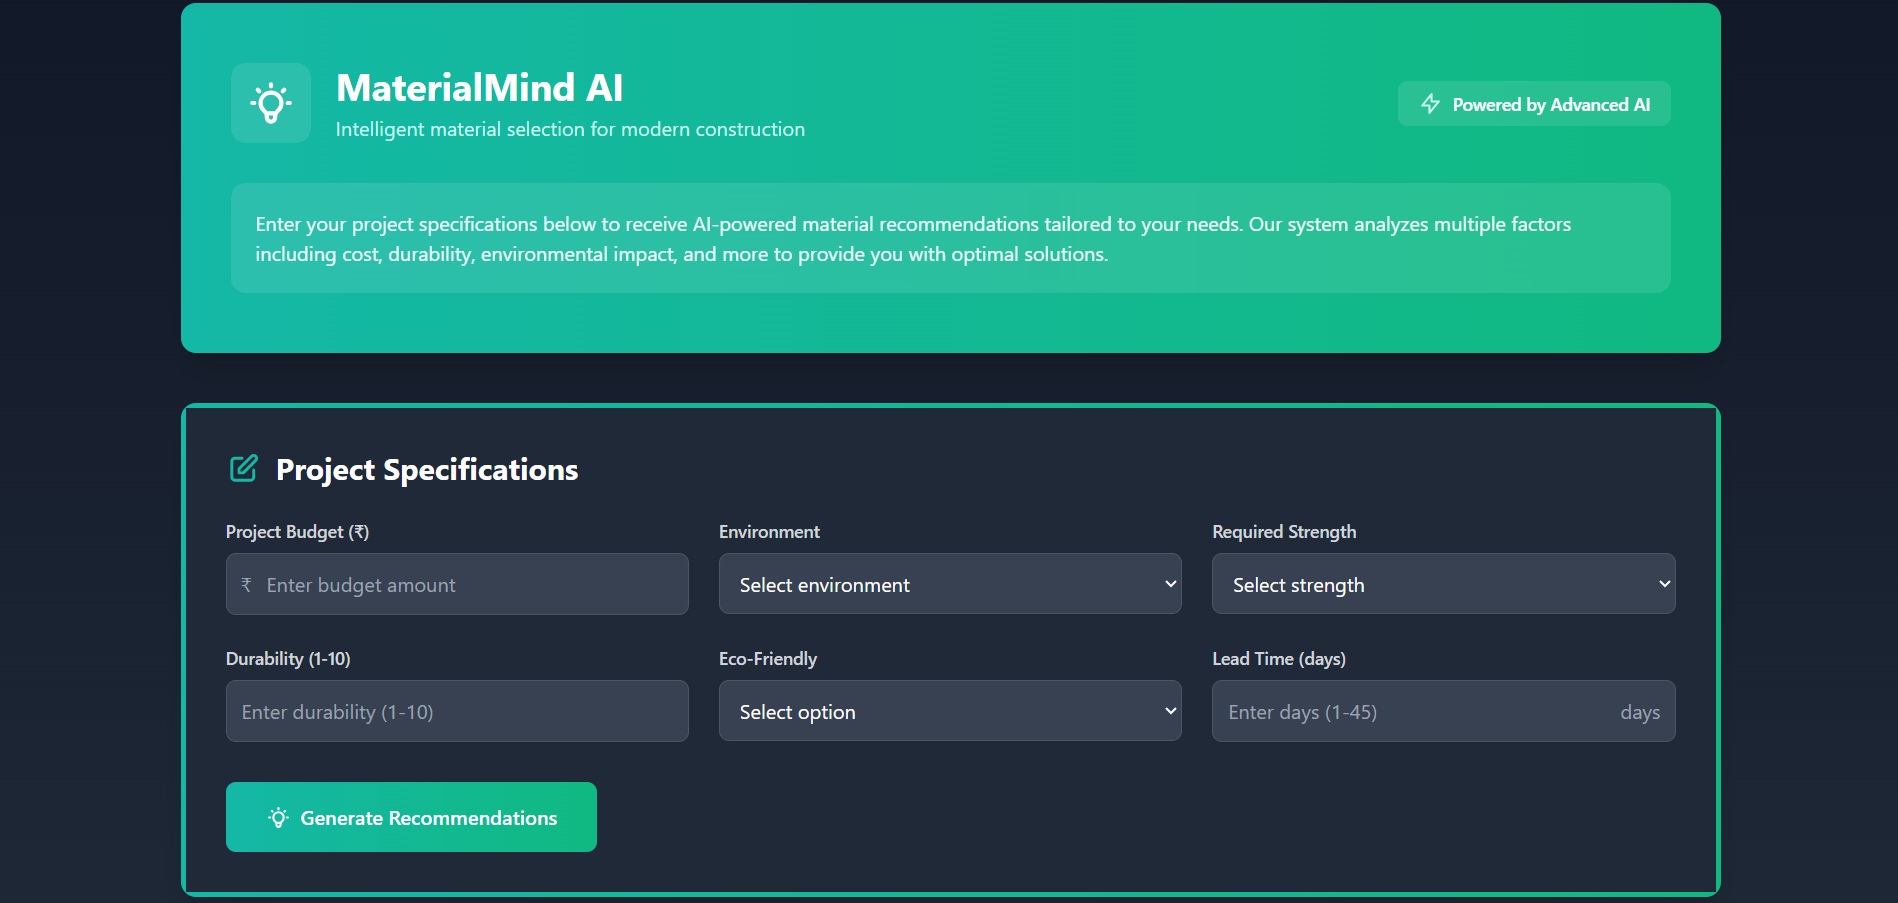 MaterialMind AI
Intelligent material selection for modern construction
Powered by Advanced AI
Enter your project specifications below to receive AI-powered material recommendations tailored to your needs. Our system analyzes multiple factors
including cost, durability, environmental impact, and more to provide you with optimal solutions.
Project Specifications
Project Budget (₹)
₹ Enter budget amount
Environment
Select environment
Required Strength
Select strength
Durability (1-10)
Enter durability (1-10)
Eco-Friendly
Select option
Lead Time (days)
Enter days (1-45) days
Generate Recommendations